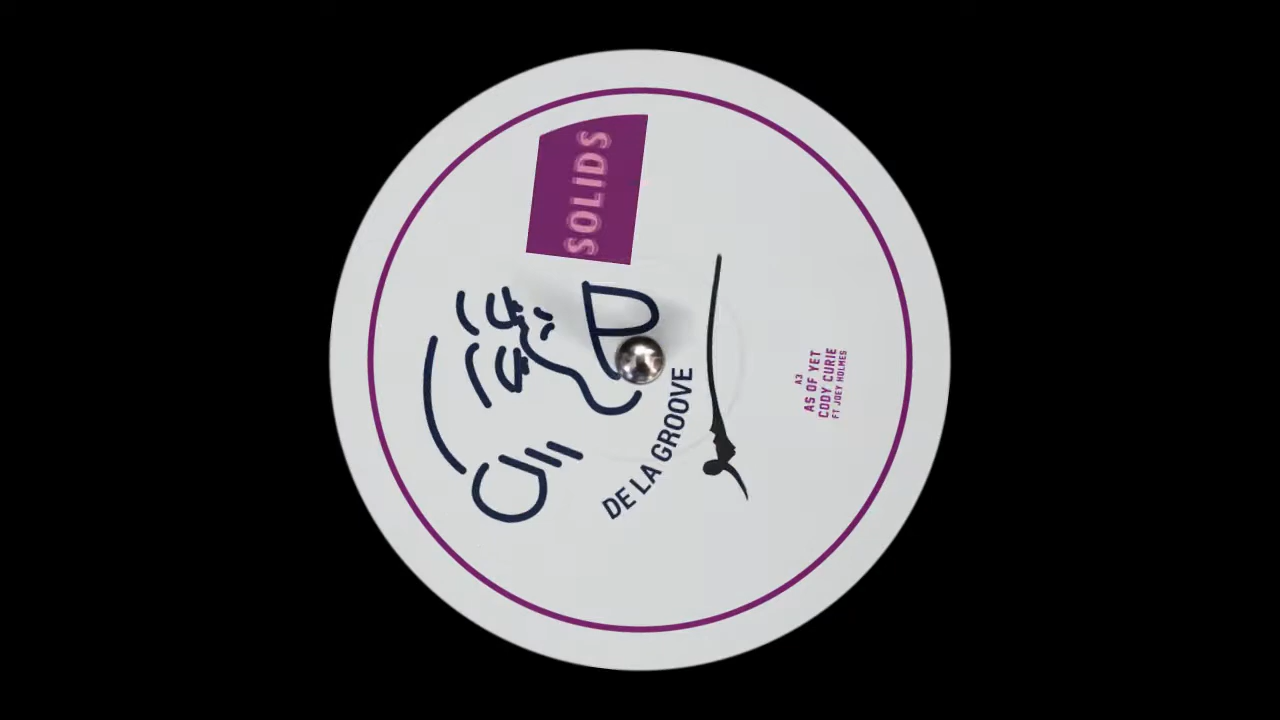 SOLIDS
DE LA GROOVE
A3
AS OF YET
CODY CURIE
FT JOEY HOLMES